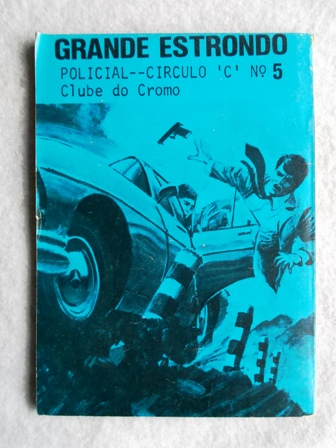 GRANDE ESTRONDO
POLICIAL--CIRCULO 'C' Nº 5
Clube do Cromo